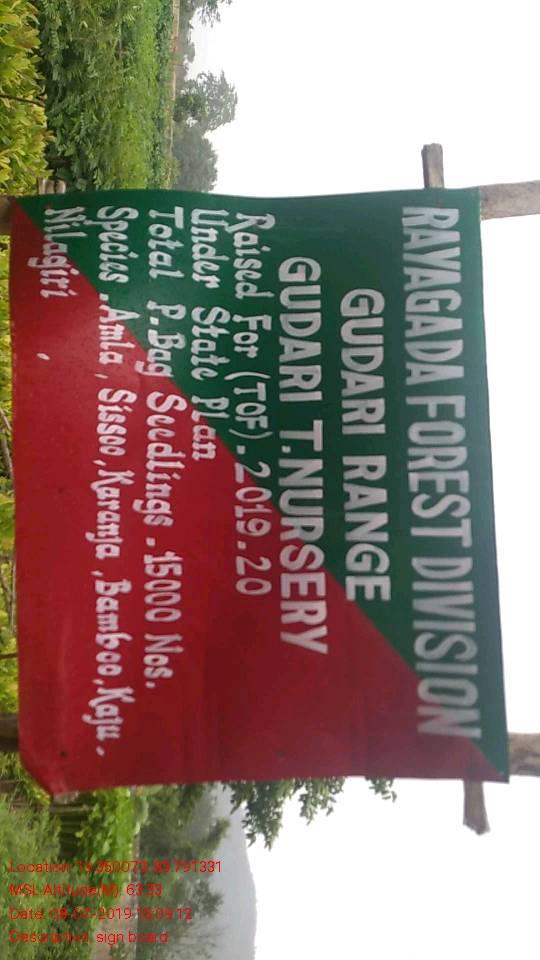 RAYAGADA FOREST DIVISION
GUDARI RANGE
GUDARI T.NURSERY
Raised For (TOF).2019.20
Under State Plan
Total P.Bag Seedlings - 15000 Nos.
Species - Amla, Sissoo, Karanja, Bamboo, Kaju,
Nilagiri
Location: 19.350073, 83.791331
MSL Altitude(M): 63.33
Date: 08-07-2019 15:09:12
Description: sign board